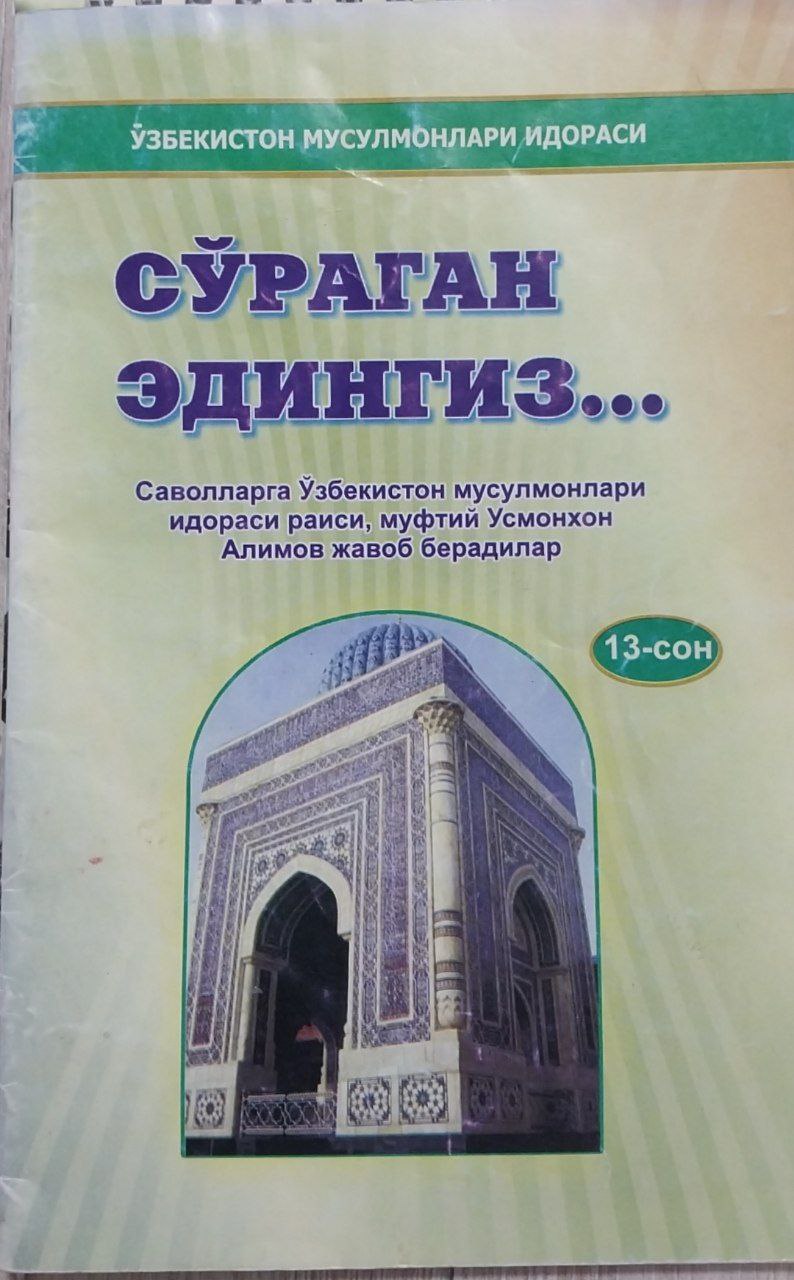 ЎЗБЕКИСТОН МУСУЛМОНЛАРИ ИДОРАСИ
СЎРАГАН
ЭДИНГИЗ...
Саволларга Ўзбекистон мусулмонлари
идораси раиси, муфтий Усмонхон
Алимов жавоб берадилар
13-сон